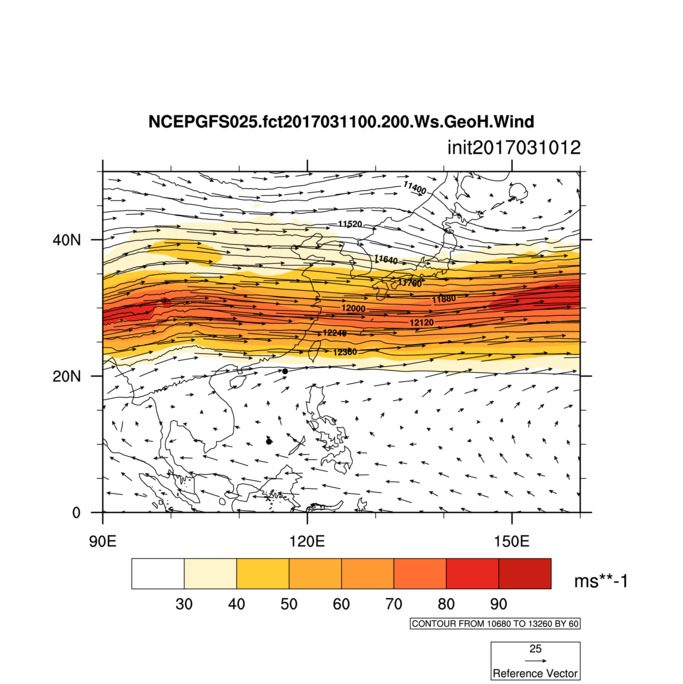 NCEPGFS025.fct2017031100.200.Ws.GeoH.Wind
init2017031012
11400
11520
40N
11640
11760
11880
12000
12120
12240
12360
20N
0
90E 120E 150E
ms**-1
30 40 50 60 70 80 90
CONTOUR FROM 10680 TO 13260 BY 60
25
Reference Vector